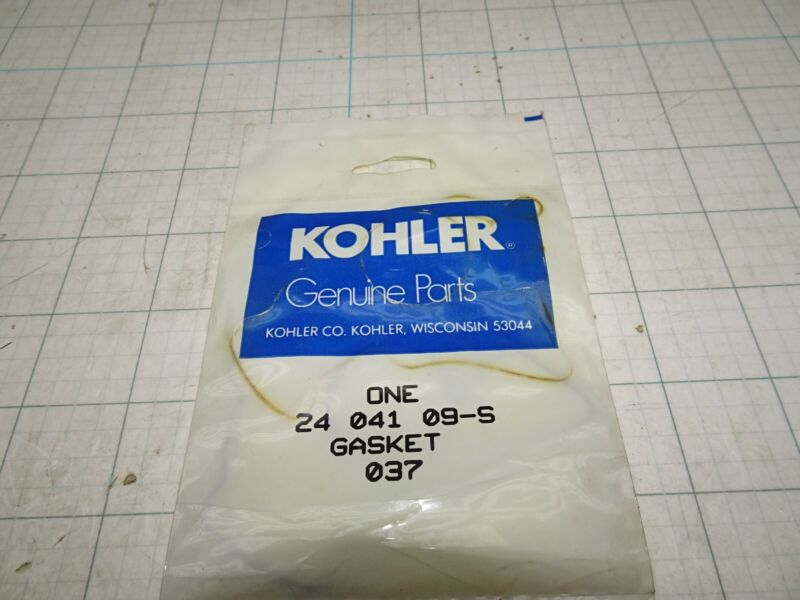 KOHLER®
Genuine Parts
KOHLER CO. KOHLER, WISCONSIN 53044
ONE
24 041 09-S
GASKET
037